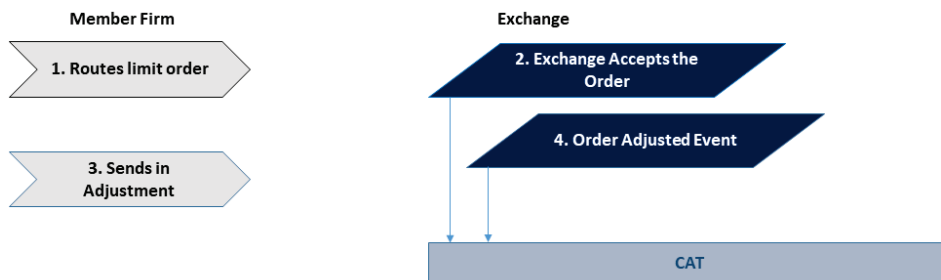 Member Firm
Exchange
1. Routes limit order
2. Exchange Accepts the
Order
4. Order Adjusted Event
3. Sends in
Adjustment
CAT